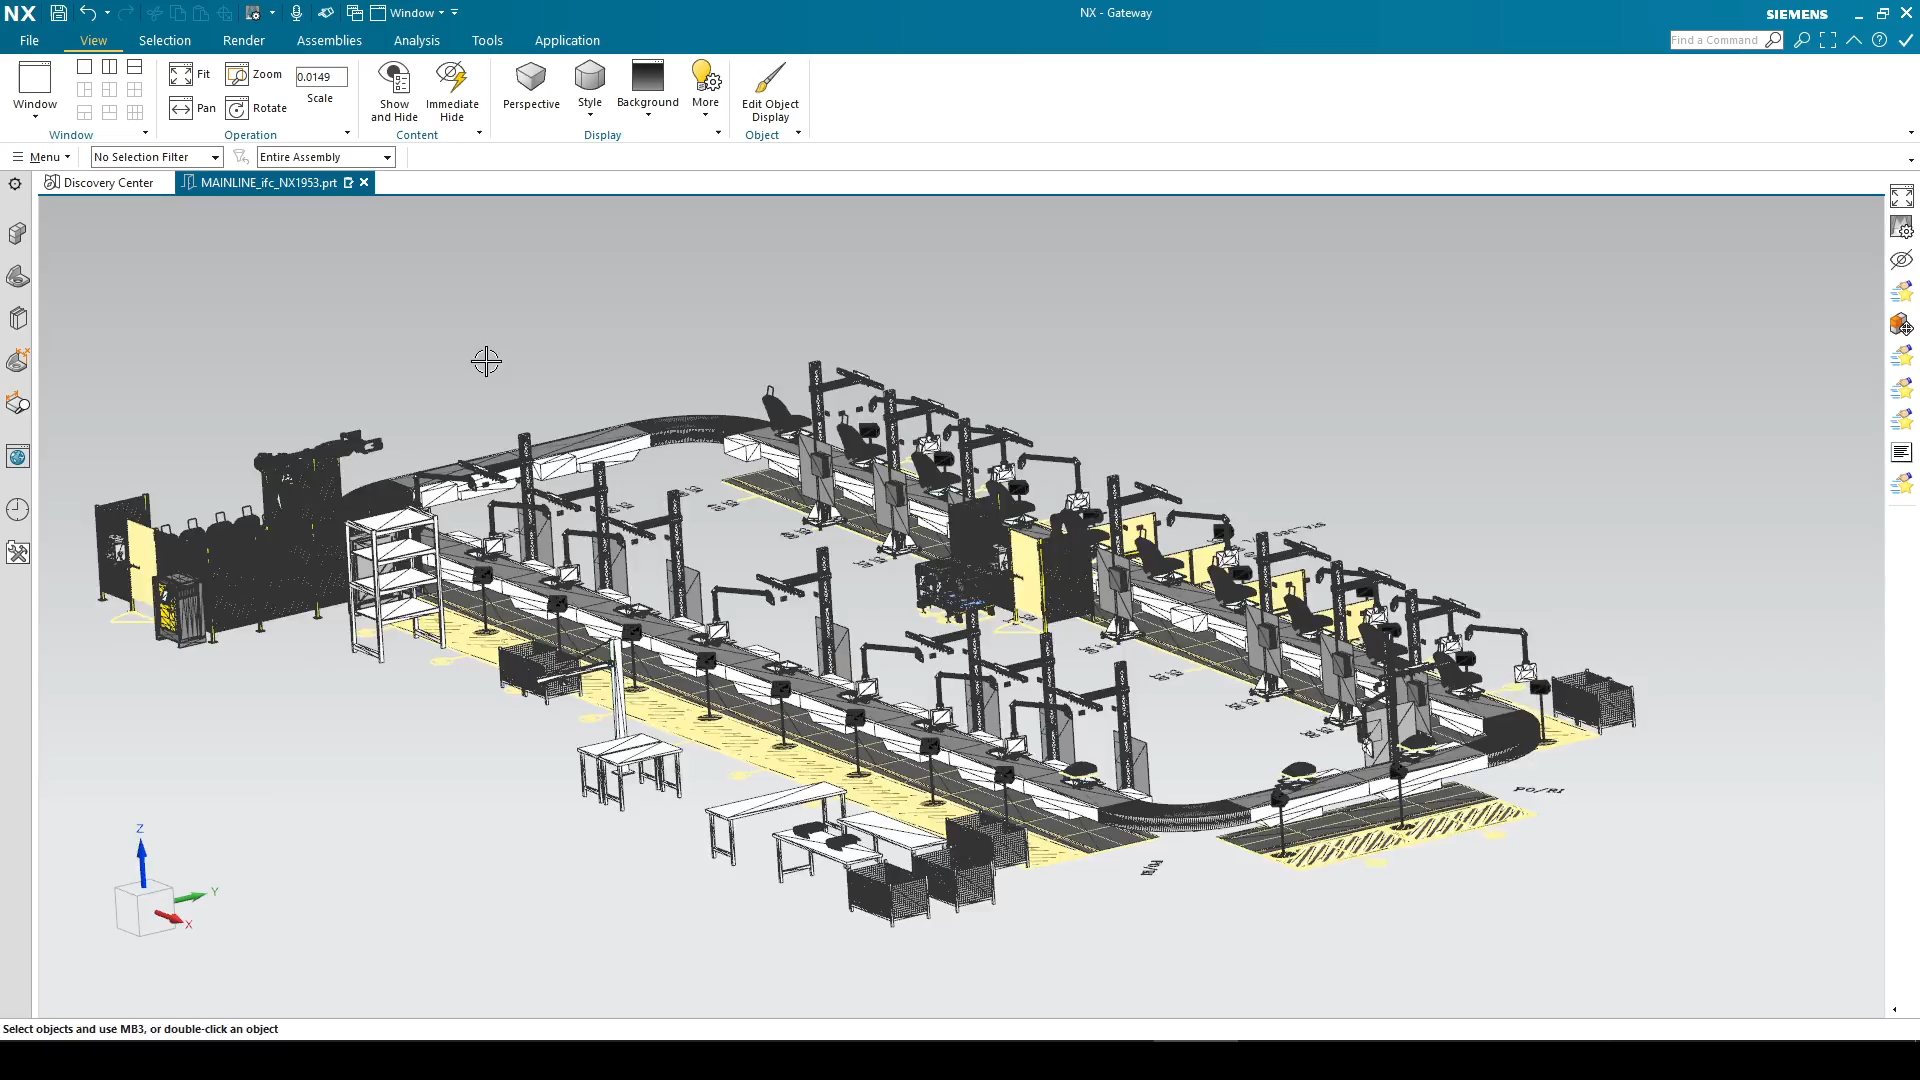 NX
Window
NX - Gateway
SIEMENS
File
View
Selection
Render
Assemblies
Analysis
Tools
Application
Find a Command
Window
Fit
Zoom
0.0149
Pan
Rotate
Scale
Show
and Hide
Immediate
Hide
Perspective
Style
Background
More
Edit Object
Display
Window
Operation
Content
Display
Object
Menu
No Selection Filter
Entire Assembly
Discovery Center
MAINLINE_ifc_NX1953.prt
PO/RI
Z
Y
X
Select objects and use MB3, or double-click an object